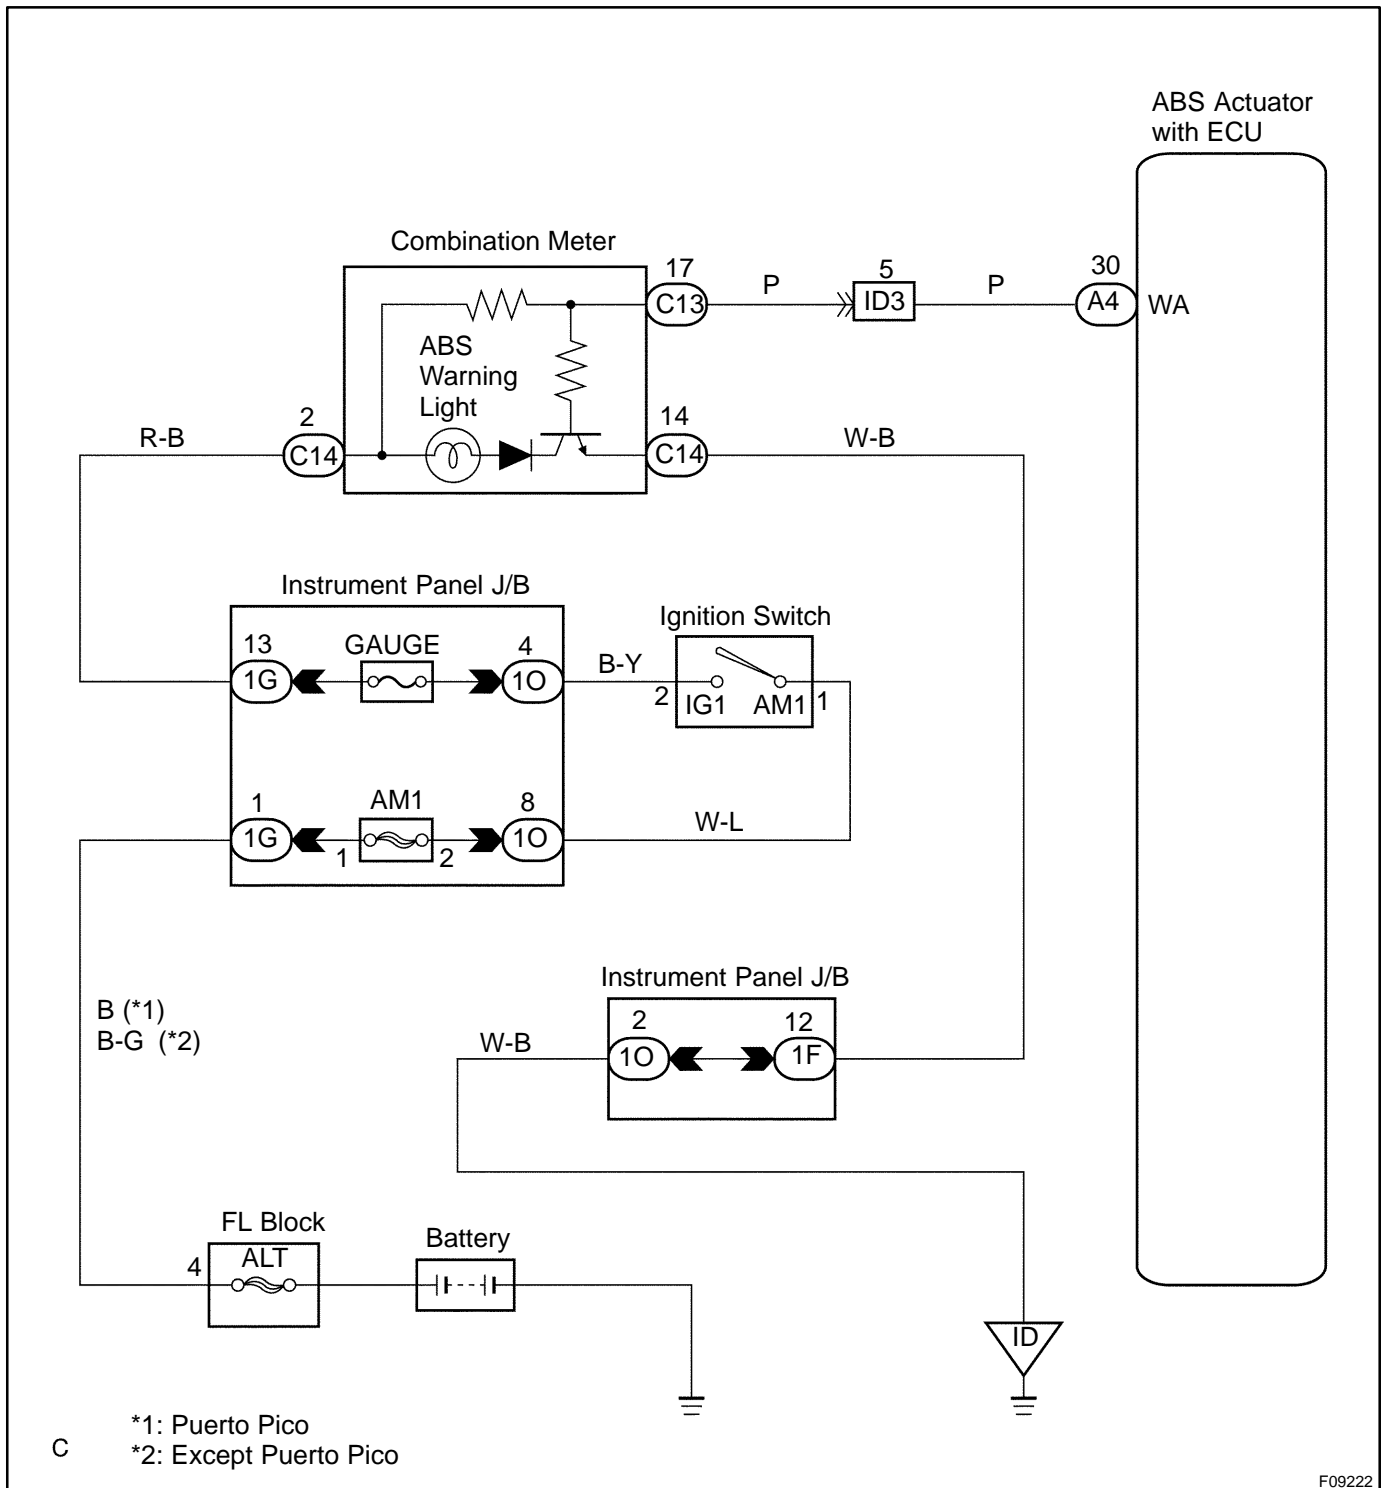 ABS Actuator
with ECU
Combination Meter
17
C13
P
5
ID3
P
30
A4
WA
ABS
Warning
Light
2
C14
R-B
14
C14
W-B
Instrument Panel J/B
13
1G
GAUGE
4
1O
B-Y
Ignition Switch
2
IG1
AM1
1
1
1G
AM1
1
2
8
1O
W-L
B (*1)
B-G (*2)
Instrument Panel J/B
W-B
2
1O
12
1F
FL Block
4
ALT
Battery
ID
*1: Puerto Pico
*2: Except Puerto Pico
C
F09222